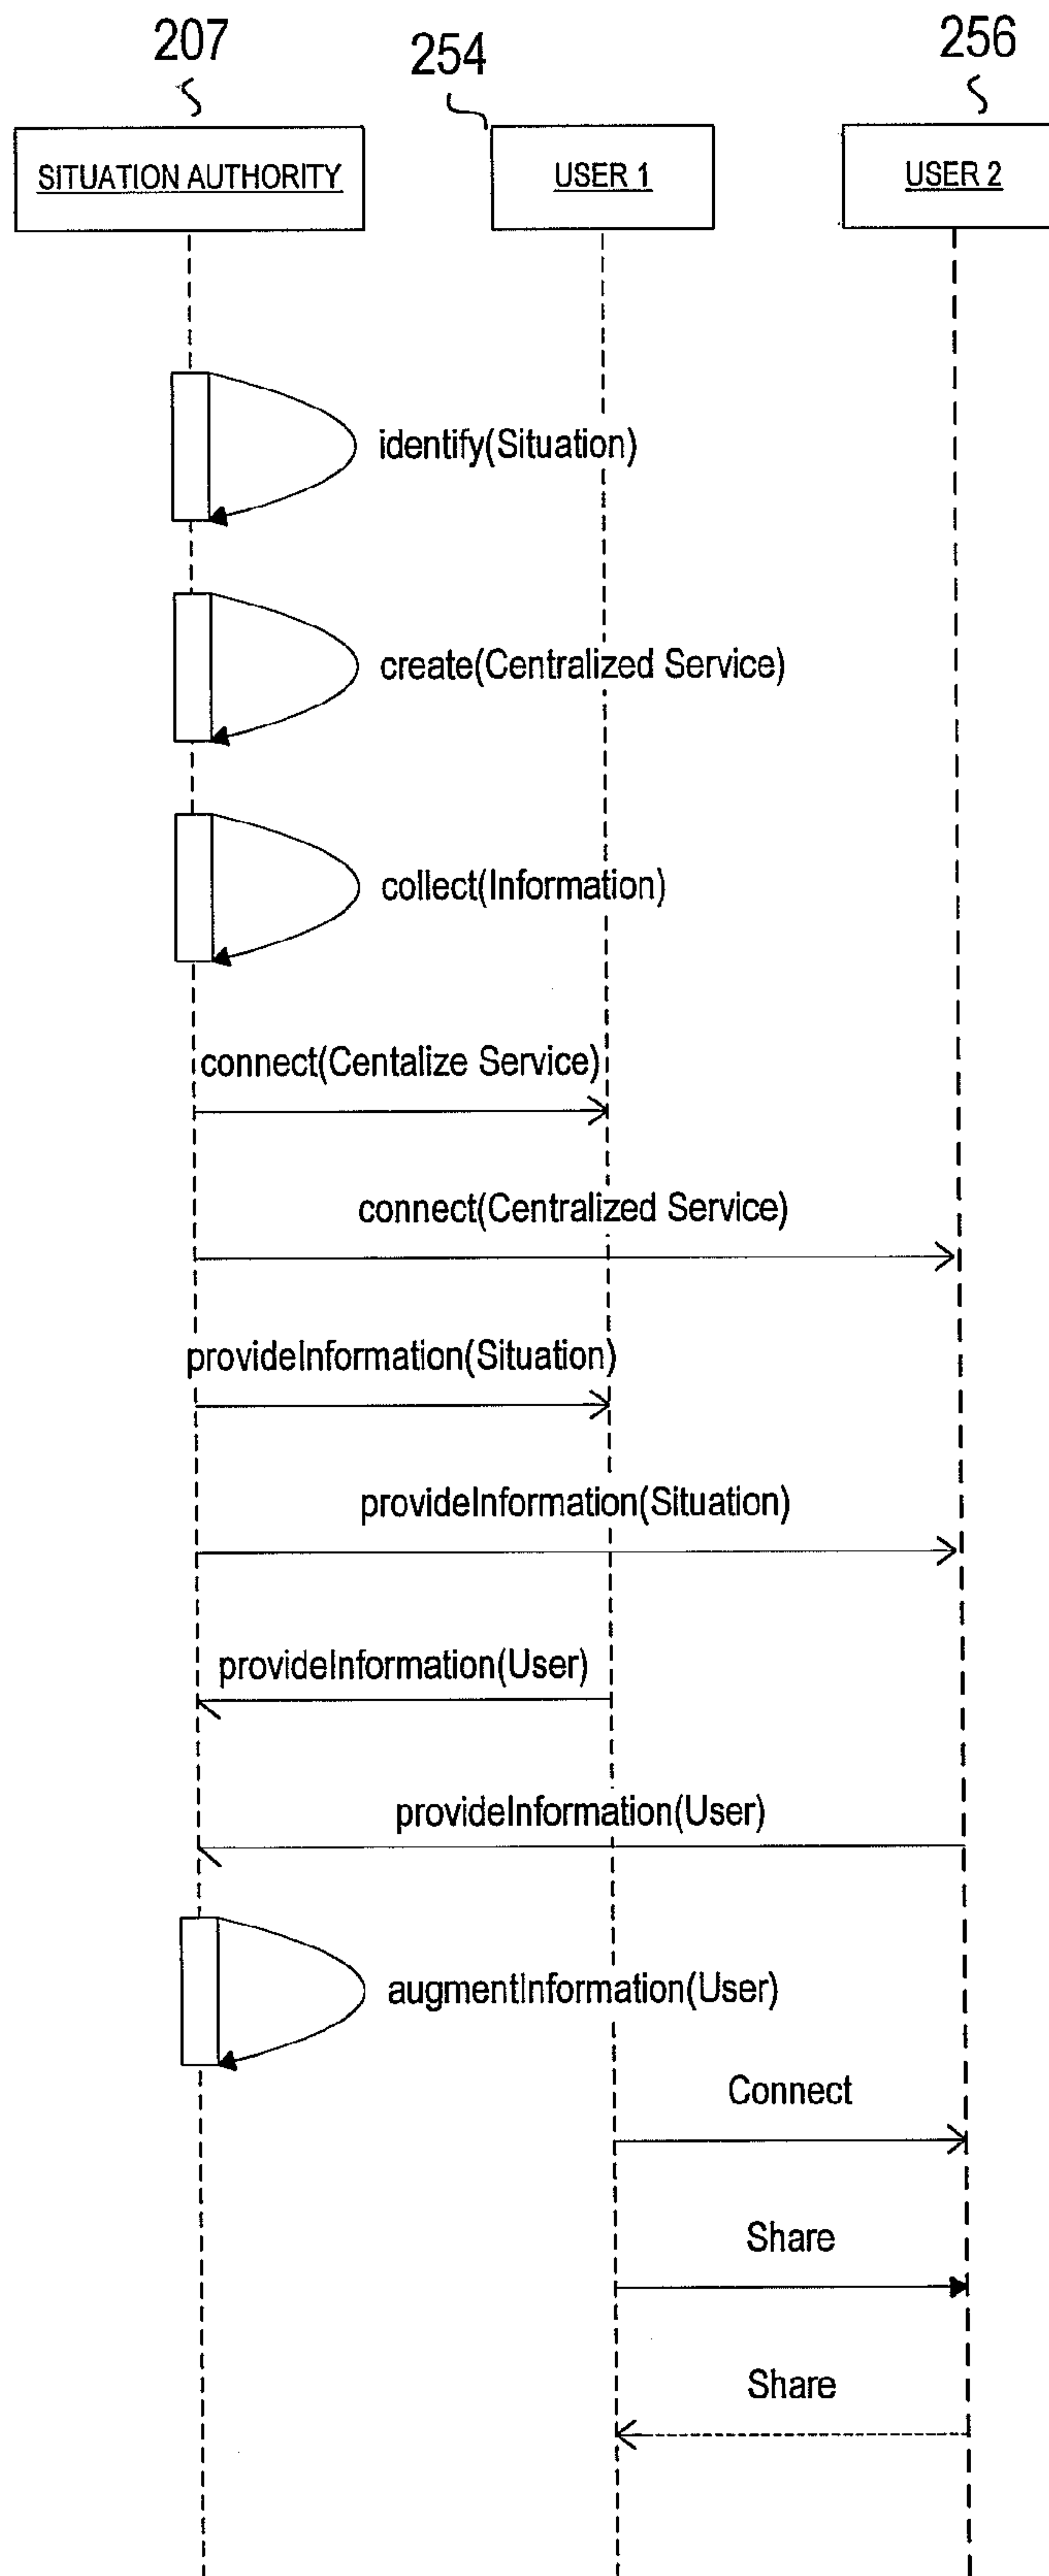 207
254
256
SITUATION AUTHORITY
USER 1
USER 2
identify(Situation)
create(Centralized Service)
collect(Information)
connect(Centalize Service)
connect(Centralized Service)
provideInformation(Situation)
provideInformation(Situation)
provideInformation(User)
provideInformation(User)
augmentInformation(User)
Connect
Share
Share